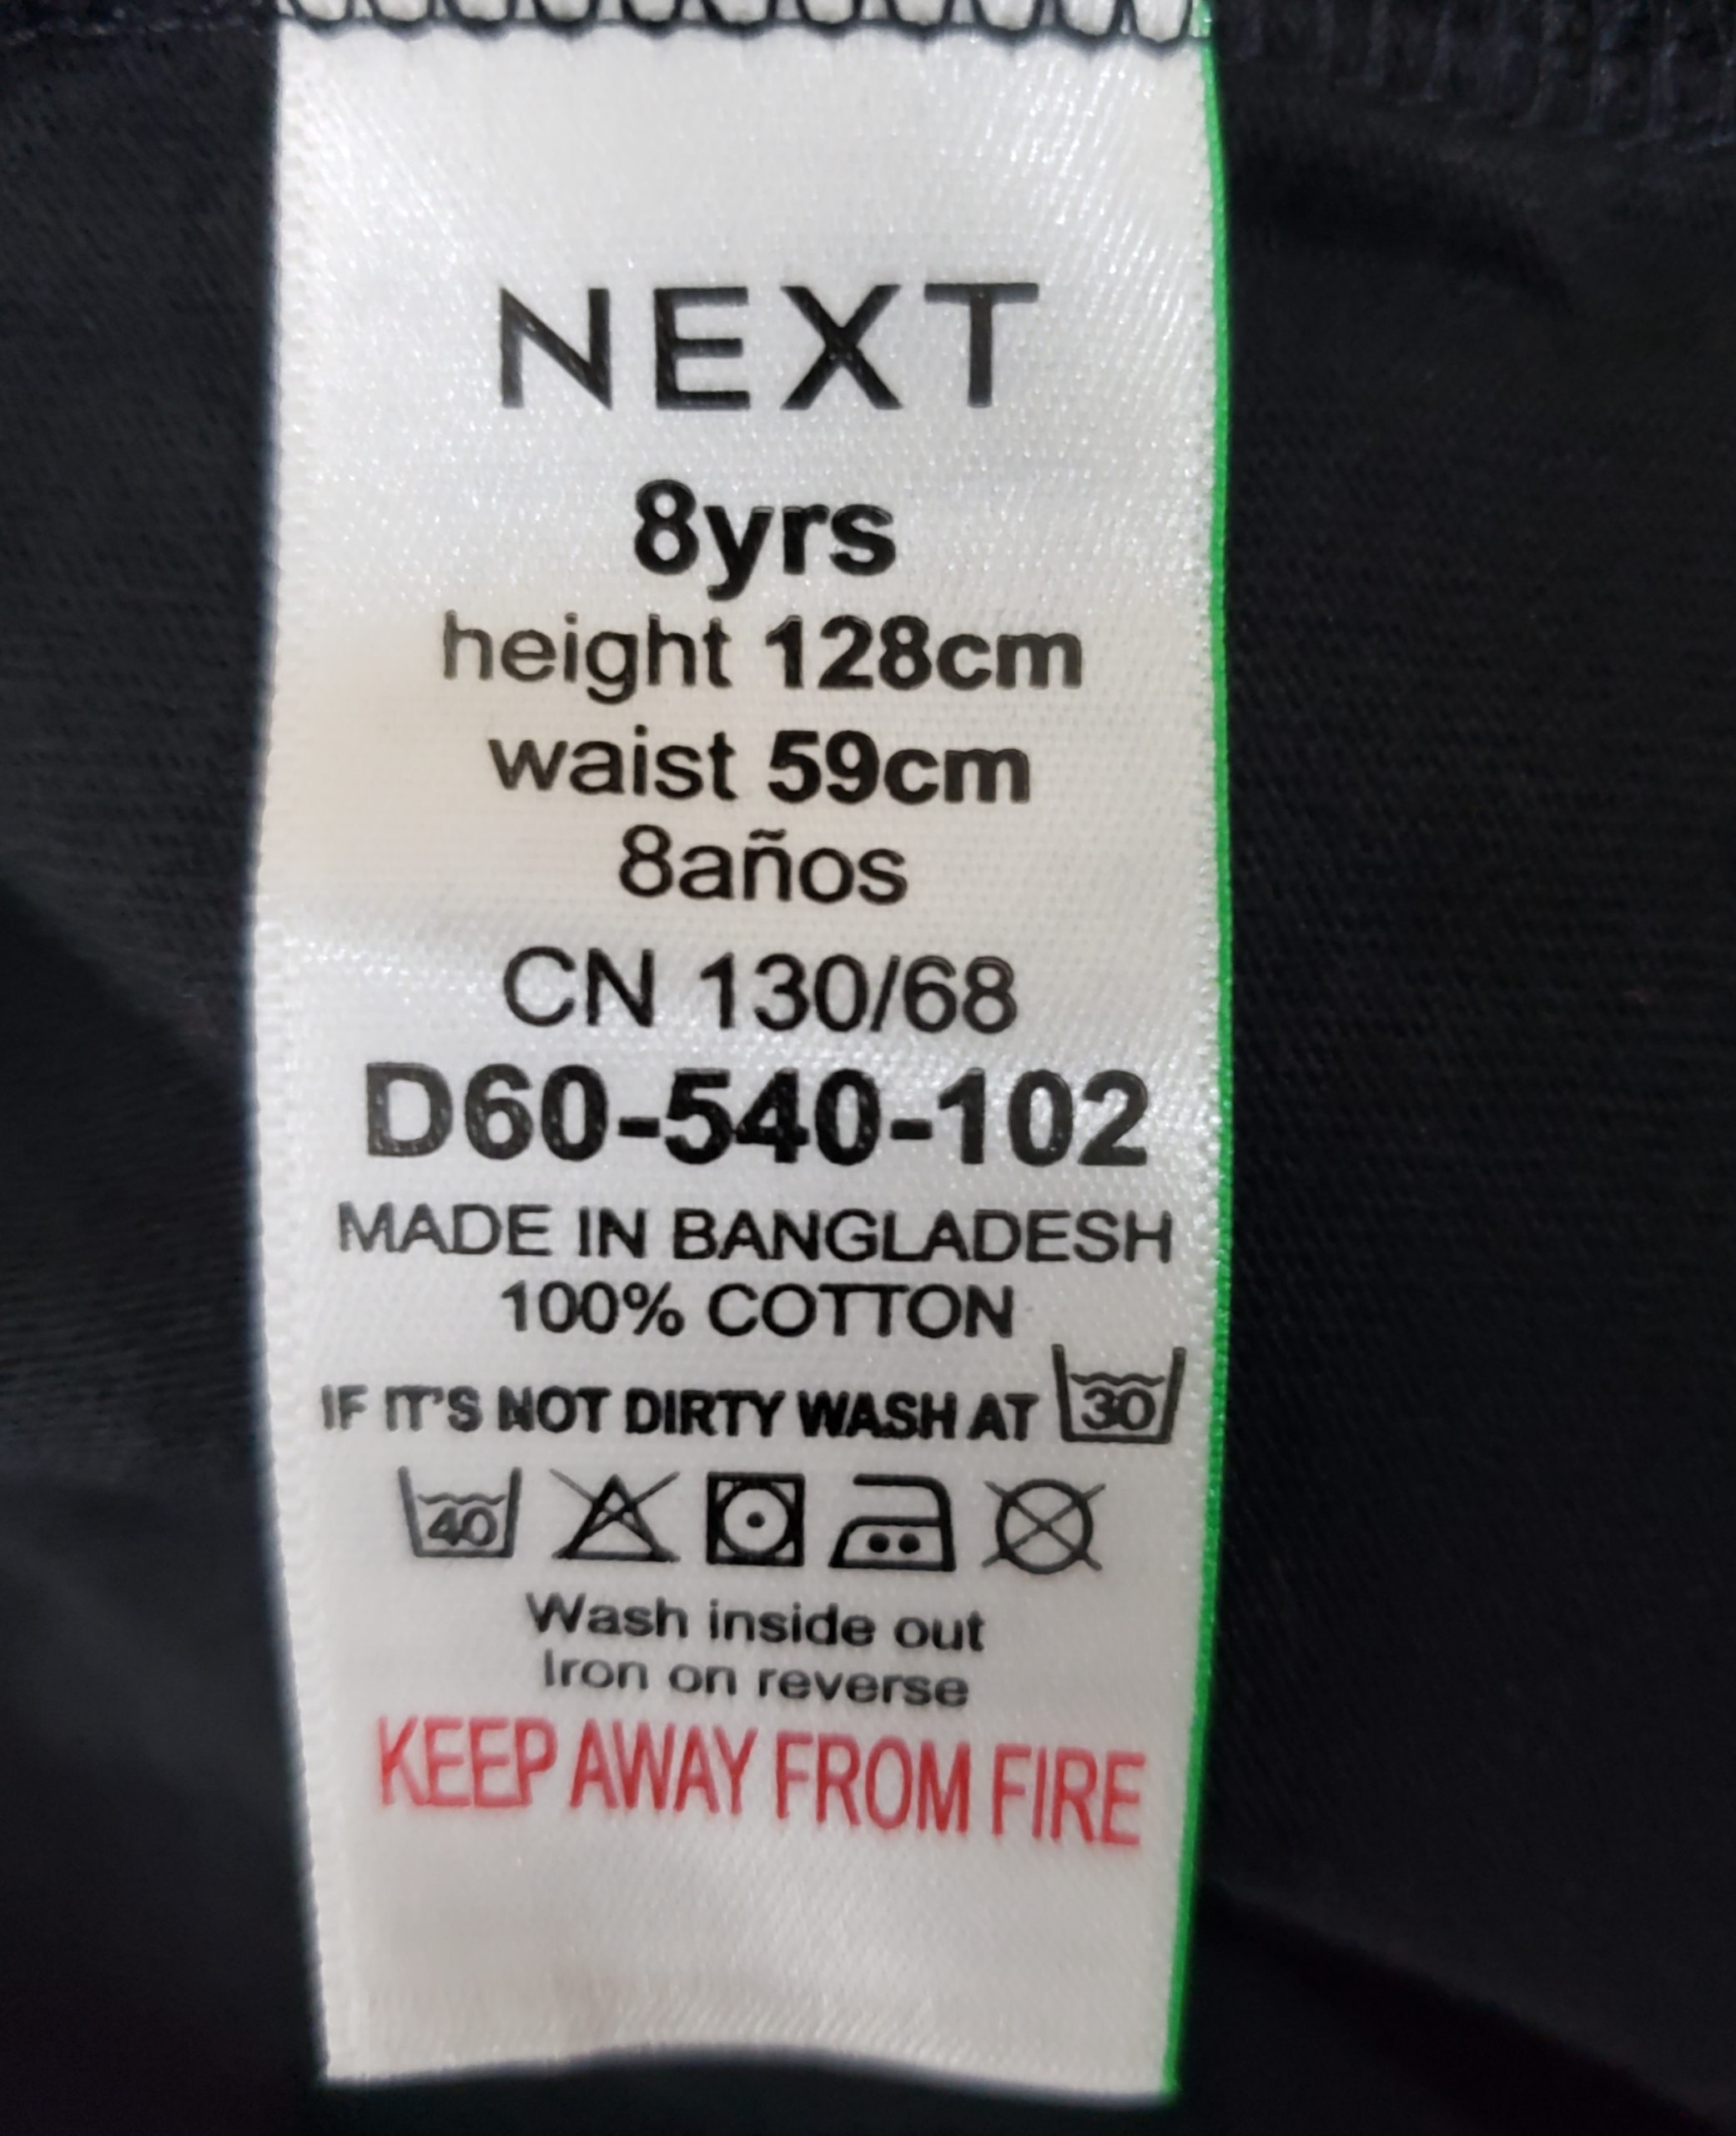 NEXT
8yrs
height 128cm
waist 59cm
8años
CN 130/68
D60-540-102
MADE IN BANGLADESH
100% COTTON
IF IT'S NOT DIRTY WASH AT 30
40
Wash inside out
Iron on reverse
KEEP AWAY FROM FIRE